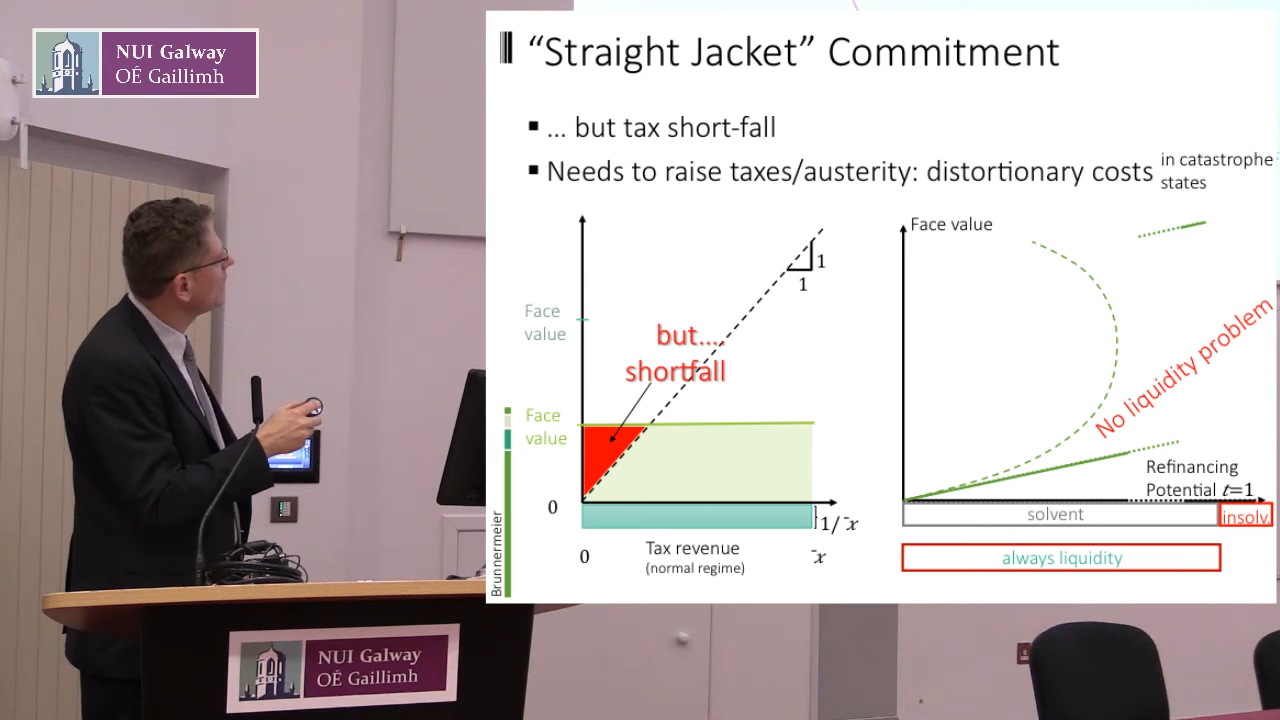 NUI Galway
OÉ Gaillimh
“Straight Jacket” Commitment
... but tax short-fall
Needs to raise taxes/austerity: distortionary costs in catastrophe states
Face value
but...
shortfall
Face value
0
Brunnermeier
1
1
1/ ‾x
0
Tax revenue
(normal regime)
‾x
Face value
No liquidity problem
Refinancing
Potential t=1
solvent
insolv.
always liquidity
NUI Galway
OÉ Gaillimh